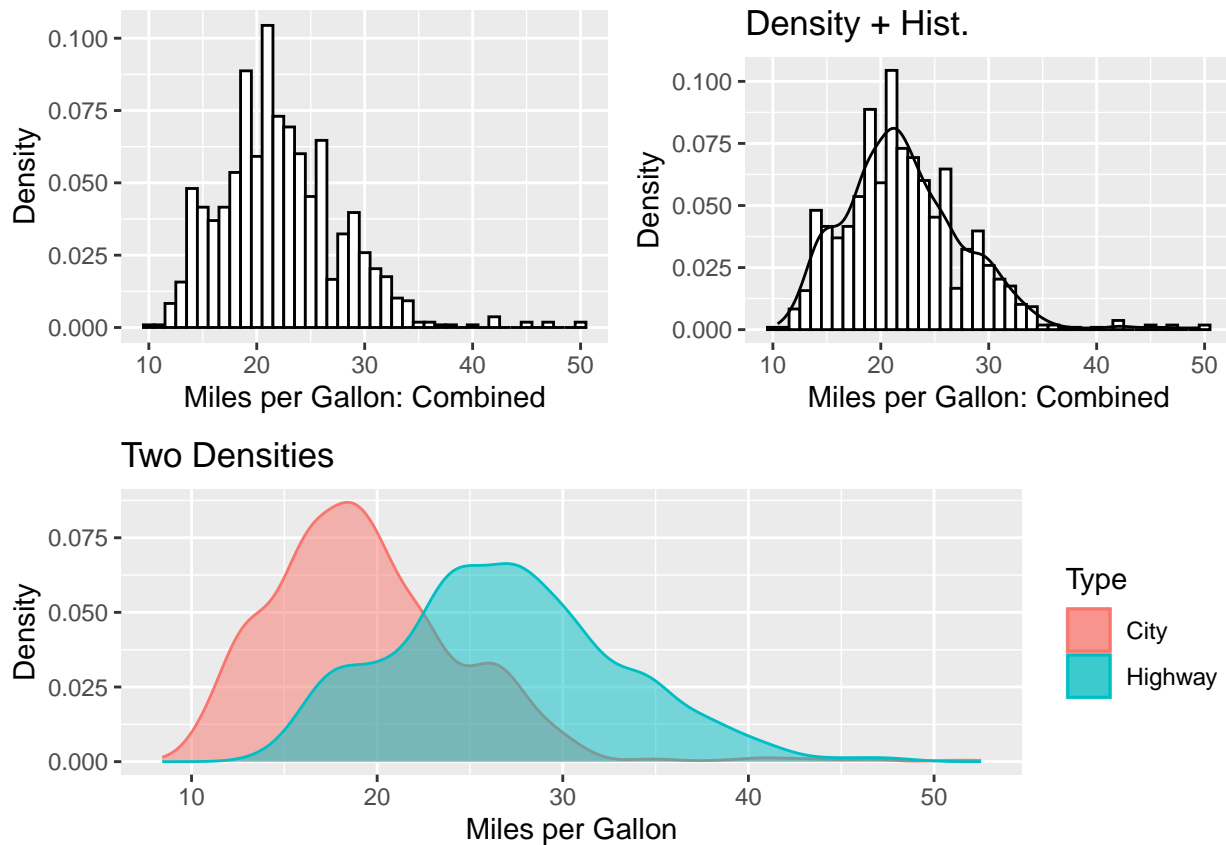 0.100
0.075
0.050
0.025
0.000
Density
10 20 30 40 50
Miles per Gallon: Combined
Density + Hist.
0.100
0.075
0.050
0.025
0.000
Density
10 20 30 40 50
Miles per Gallon: Combined
Two Densities
0.075
0.050
0.025
0.000
Density
10 20 30 40 50
Miles per Gallon
Type
City
Highway